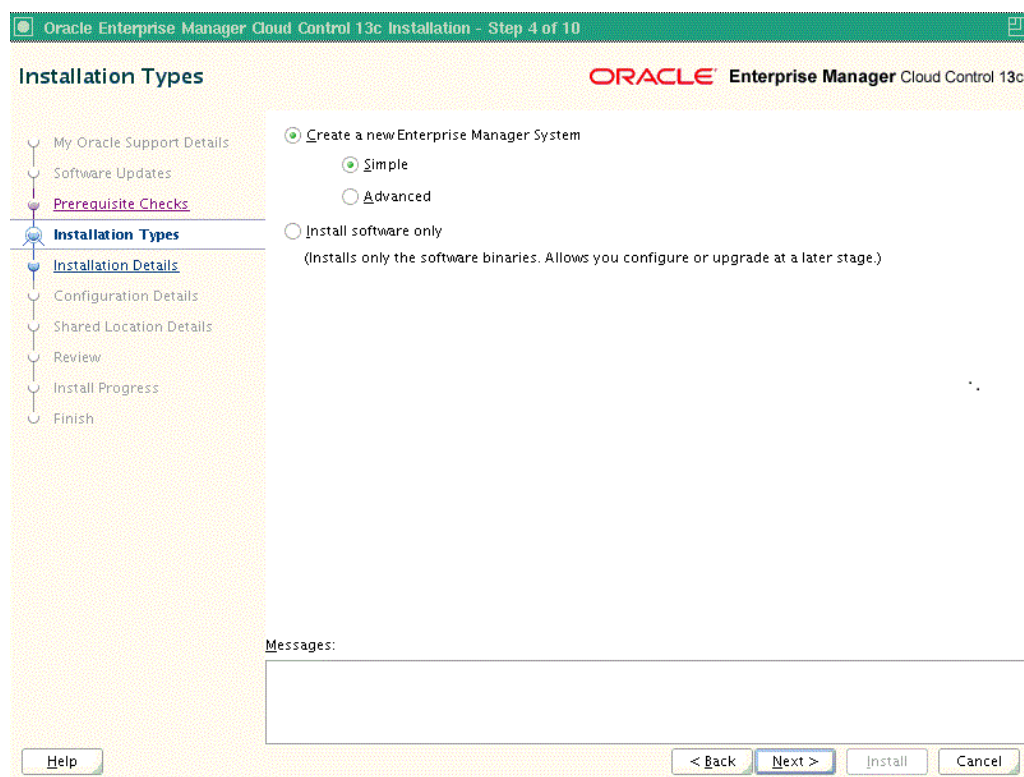 Oracle Enterprise Manager Cloud Control 13c Installation - Step 4 of 10
Installation Types
ORACLE Enterprise Manager Cloud Control 13c
My Oracle Support Details
Software Updates
Prerequisite Checks
Installation Types
Installation Details
Configuration Details
Shared Location Details
Review
Install Progress
Finish
Create a new Enterprise Manager System
Simple
Advanced
Install software only
(Installs only the software binaries. Allows you configure or upgrade at a later stage.)
Messages:
Help
< Back
Next >
Install
Cancel